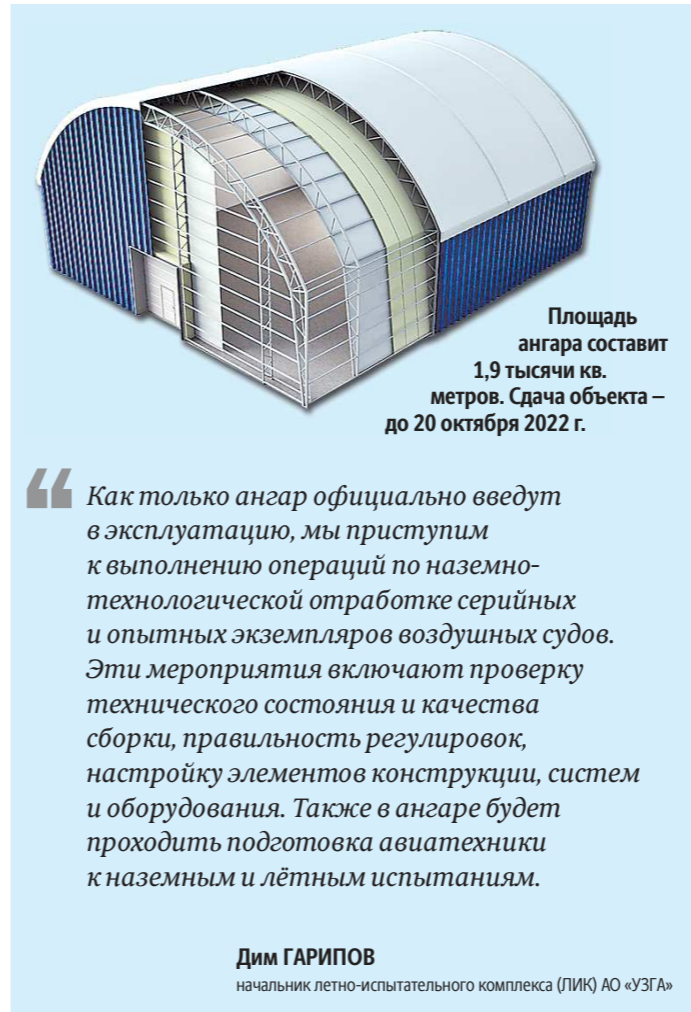 Площадь
ангара составит
1,9 тысячи кв.
метров. Сдача объекта –
до 20 октября 2022 г.
“ Как только ангар официально введут
в эксплуатацию, мы приступим
к выполнению операций по наземно-
технологической отработке серийных
и опытных экземпляров воздушных судов.
Эти мероприятия включают проверку
технического состояния и качества
сборки, правильность регулировок,
настройку элементов конструкции, систем
и оборудования. Также в ангаре будет
проходить подготовка авиатехники
к наземным и лётным испытаниям.
Дим ГАРИПОВ
начальник летно-испытательного комплекса (ЛИК) АО «УЗГА»